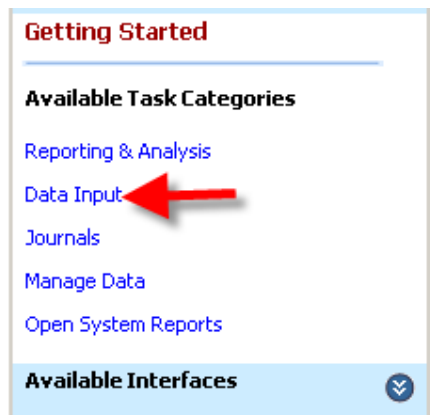 Getting Started
Available Task Categories
Reporting & Analysis
Data Input
Journals
Manage Data
Open System Reports
Available Interfaces